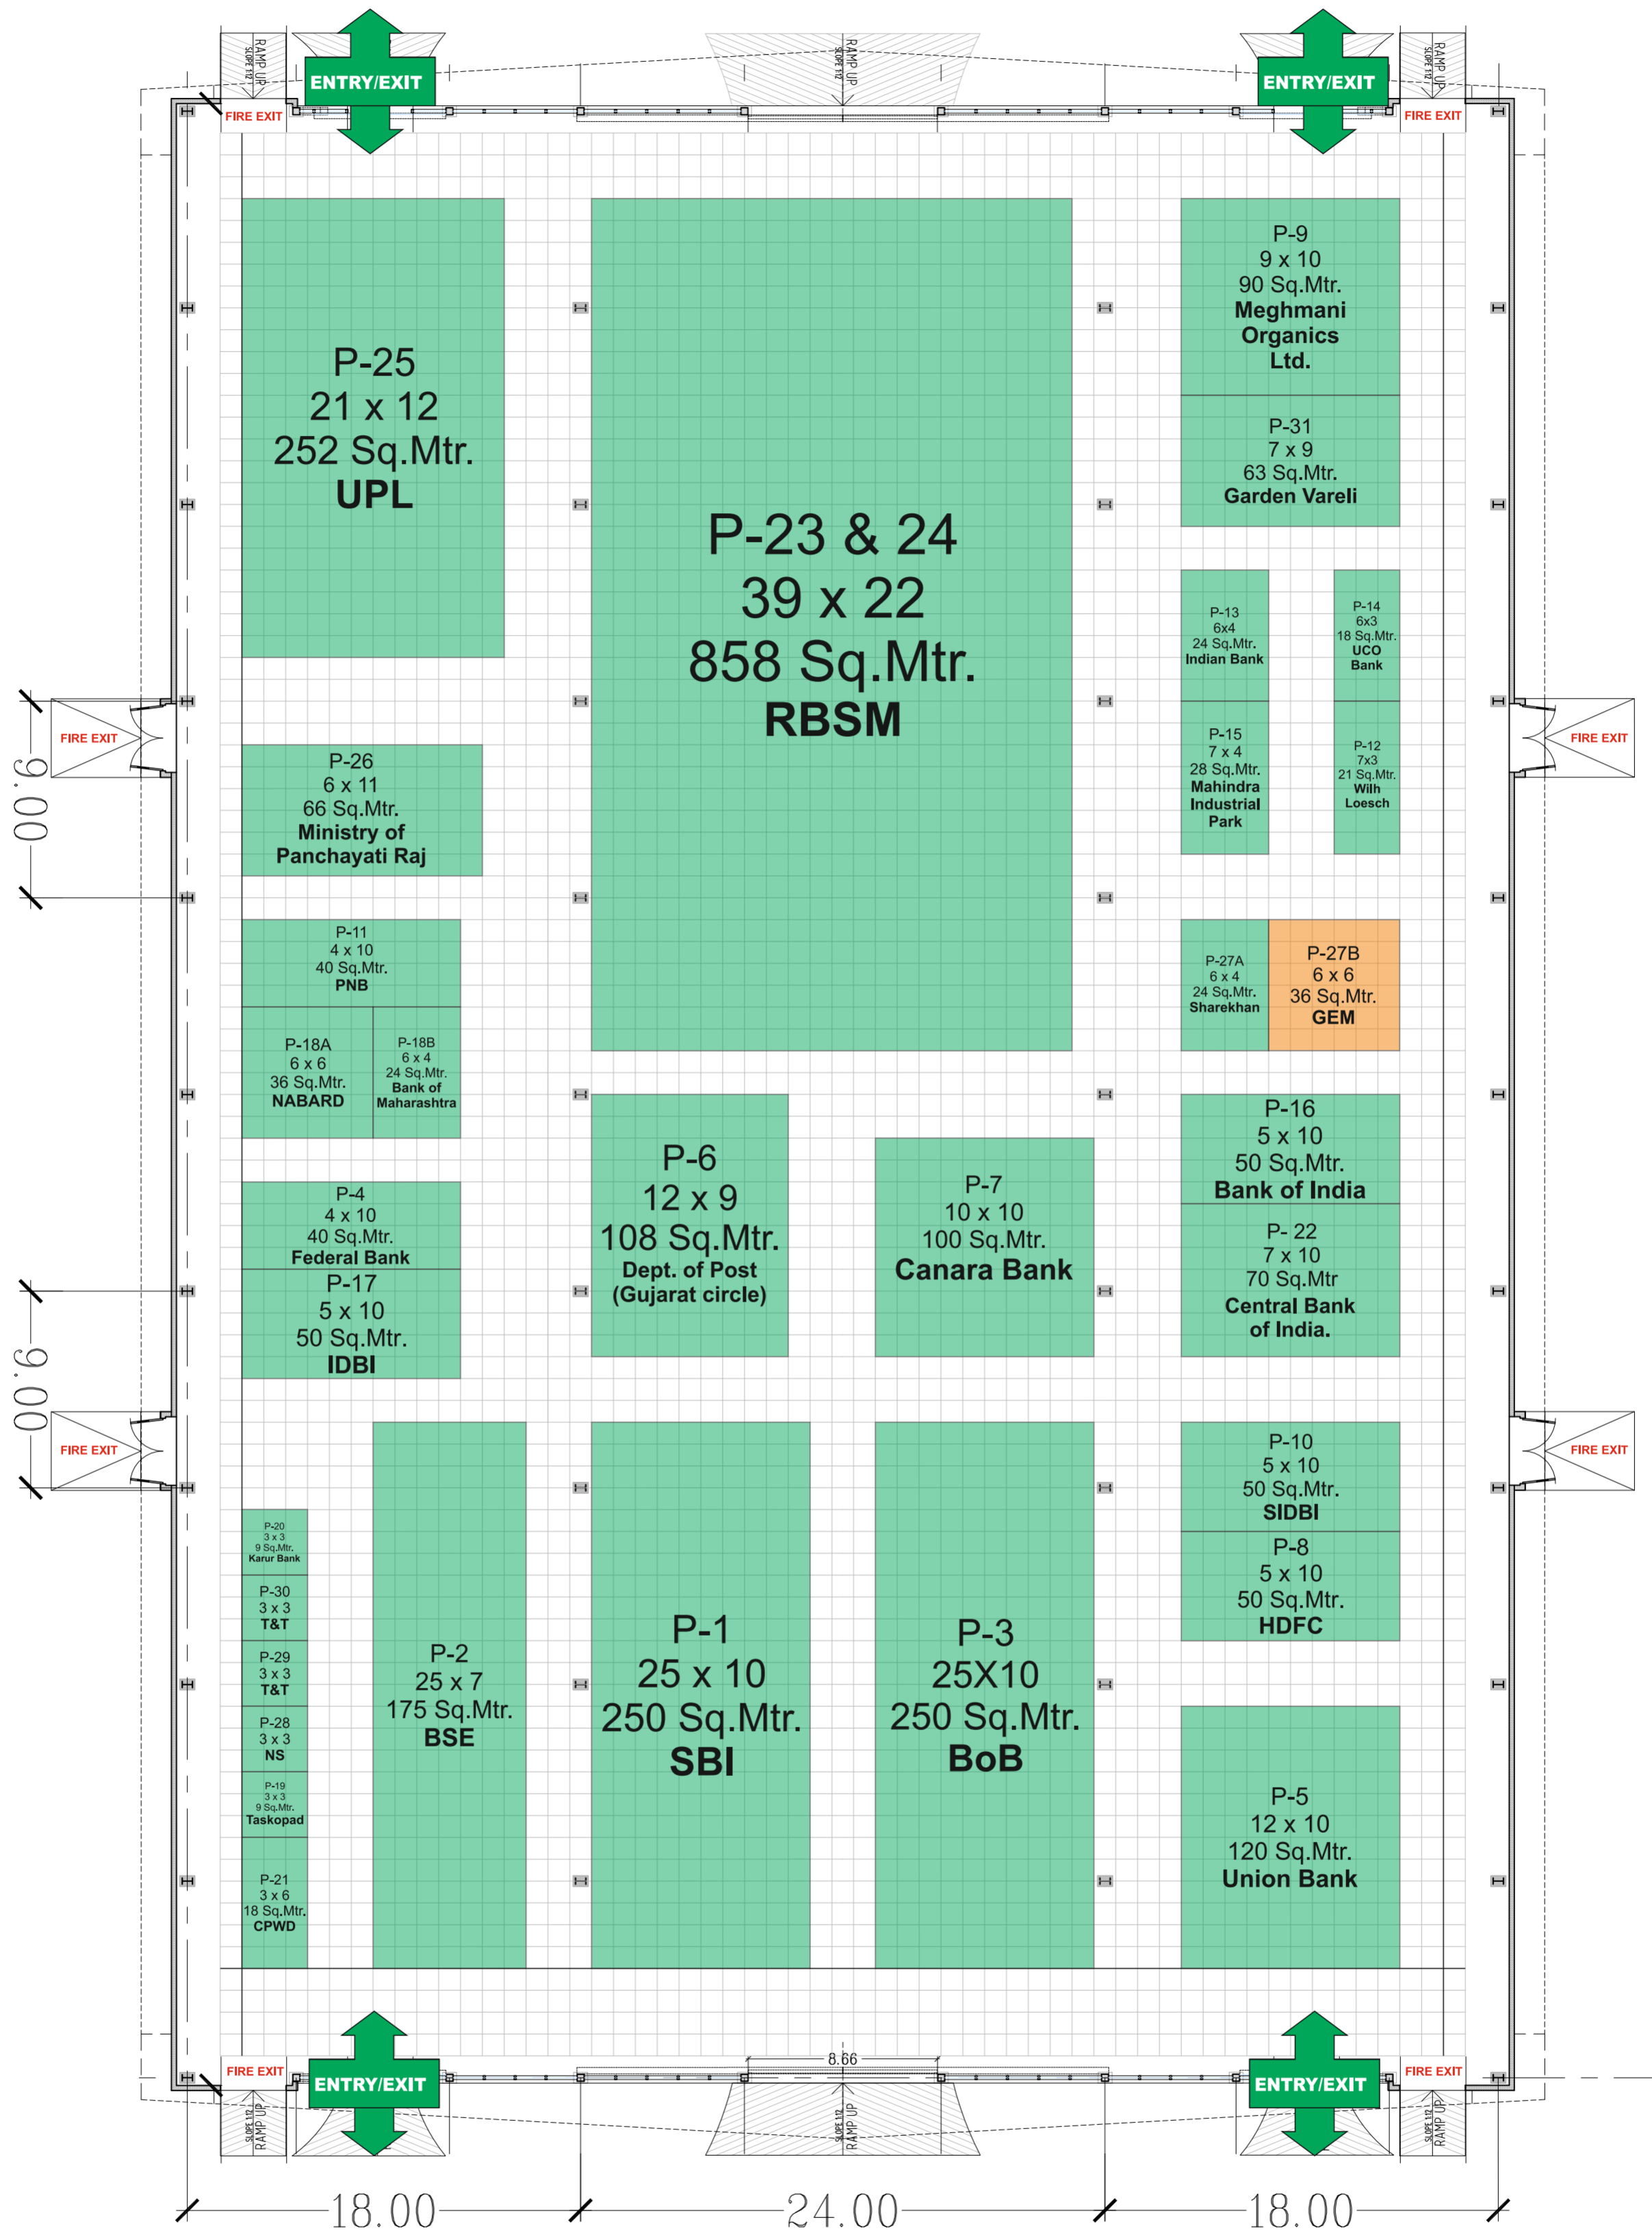 RAMP UP
SLOPE 1:12
ENTRY/EXIT
RAMP UP
SLOPE 1:12
ENTRY/EXIT
RAMP UP
SLOPE 1:12
FIRE EXIT
FIRE EXIT
P-25
21 x 12
252 Sq.Mtr.
UPL
P-23 & 24
39 x 22
858 Sq.Mtr.
RBSM
P-9
9 x 10
90 Sq.Mtr.
Meghmani
Organics
Ltd.
P-31
7 x 9
63 Sq.Mtr.
Garden Vareli
P-13
6x4
24 Sq.Mtr.
Indian Bank
P-14
6x3
18 Sq.Mtr.
UCO
Bank
P-15
7 x 4
28 Sq.Mtr.
Mahindra
Industrial
Park
P-12
7x3
21 Sq.Mtr.
Wilh
Loesch
FIRE EXIT
FIRE EXIT
9.00
P-26
6 x 11
66 Sq.Mtr.
Ministry of
Panchayati Raj
P-11
4 x 10
40 Sq.Mtr.
PNB
P-18A
6 x 6
36 Sq.Mtr.
NABARD
P-18B
6 x 4
24 Sq.Mtr.
Bank of
Maharashtra
P-27A
6 x 4
24 Sq.Mtr.
Sharekhan
P-27B
6 x 6
36 Sq.Mtr.
GEM
P-4
4 x 10
40 Sq.Mtr.
Federal Bank
P-17
5 x 10
50 Sq.Mtr.
IDBI
P-6
12 x 9
108 Sq.Mtr.
Dept. of Post
(Gujarat circle)
P-7
10 x 10
100 Sq.Mtr.
Canara Bank
P-16
5 x 10
50 Sq.Mtr.
Bank of India
P- 22
7 x 10
70 Sq.Mtr
Central Bank
of India.
9.00
FIRE EXIT
FIRE EXIT
P-20
3 x 3
9 Sq.Mtr.
Karur Bank
P-30
3 x 3
T&T
P-29
3 x 3
T&T
P-28
3 x 3
NS
P-19
3 x 3
9 Sq.Mtr.
Taskopad
P-21
3 x 6
18 Sq.Mtr.
CPWD
P-2
25 x 7
175 Sq.Mtr.
BSE
P-1
25 x 10
250 Sq.Mtr.
SBI
P-3
25X10
250 Sq.Mtr.
BoB
P-10
5 x 10
50 Sq.Mtr.
SIDBI
P-8
5 x 10
50 Sq.Mtr.
HDFC
P-5
12 x 10
120 Sq.Mtr.
Union Bank
8.66
FIRE EXIT
FIRE EXIT
ENTRY/EXIT
ENTRY/EXIT
SLOPE 1:12
RAMP UP
SLOPE 1:12
RAMP UP
SLOPE 1:12
RAMP UP
18.00
24.00
18.00